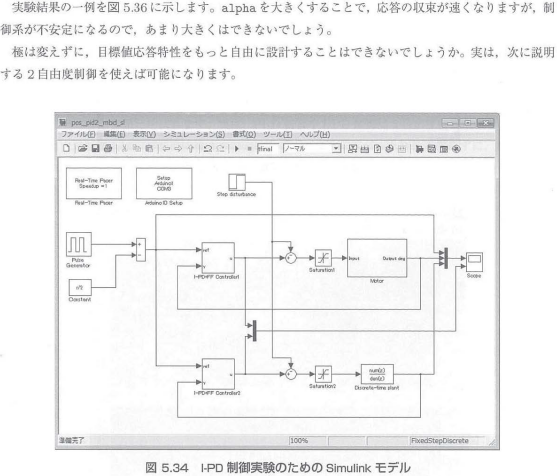 実験結果の一例を図 5.36 に示します。alpha を大きくすることで，応答の収束が速くなりますが，制
御系が不安定になるので，あまり大きくはできないでしょう。
極は変えずに，目標値応答特性をもっと自由に設計することはできないでしょうか。実は，次に説明
する 2 自由度制御を使えば可能になります。
pos_pid2_mbd_sl
ファイル(F) 編集(E) 表示(V) シミュレーション(S) 書式(O) ツール(T) ヘルプ(H)
tfinal ノーマル
Real-Time Pacer
Speedup = 1
Real-Time Pacer
Setup
Arduino1
COM8
Arduino IO Setup
Step disturbance
Pulse
Generator
r/2
Constant
ref
y
u
I-PD+FF Controller1
Saturation1
Input
Output deg
Motor
Scope
ref
y
u
I-PD+FF Controller2
Saturation2
num(z)
den(z)
Discrete-time plant
準備完了
100%
FixedStepDiscrete
図 5.34 I-PD 制御実験のための Simulink モデル